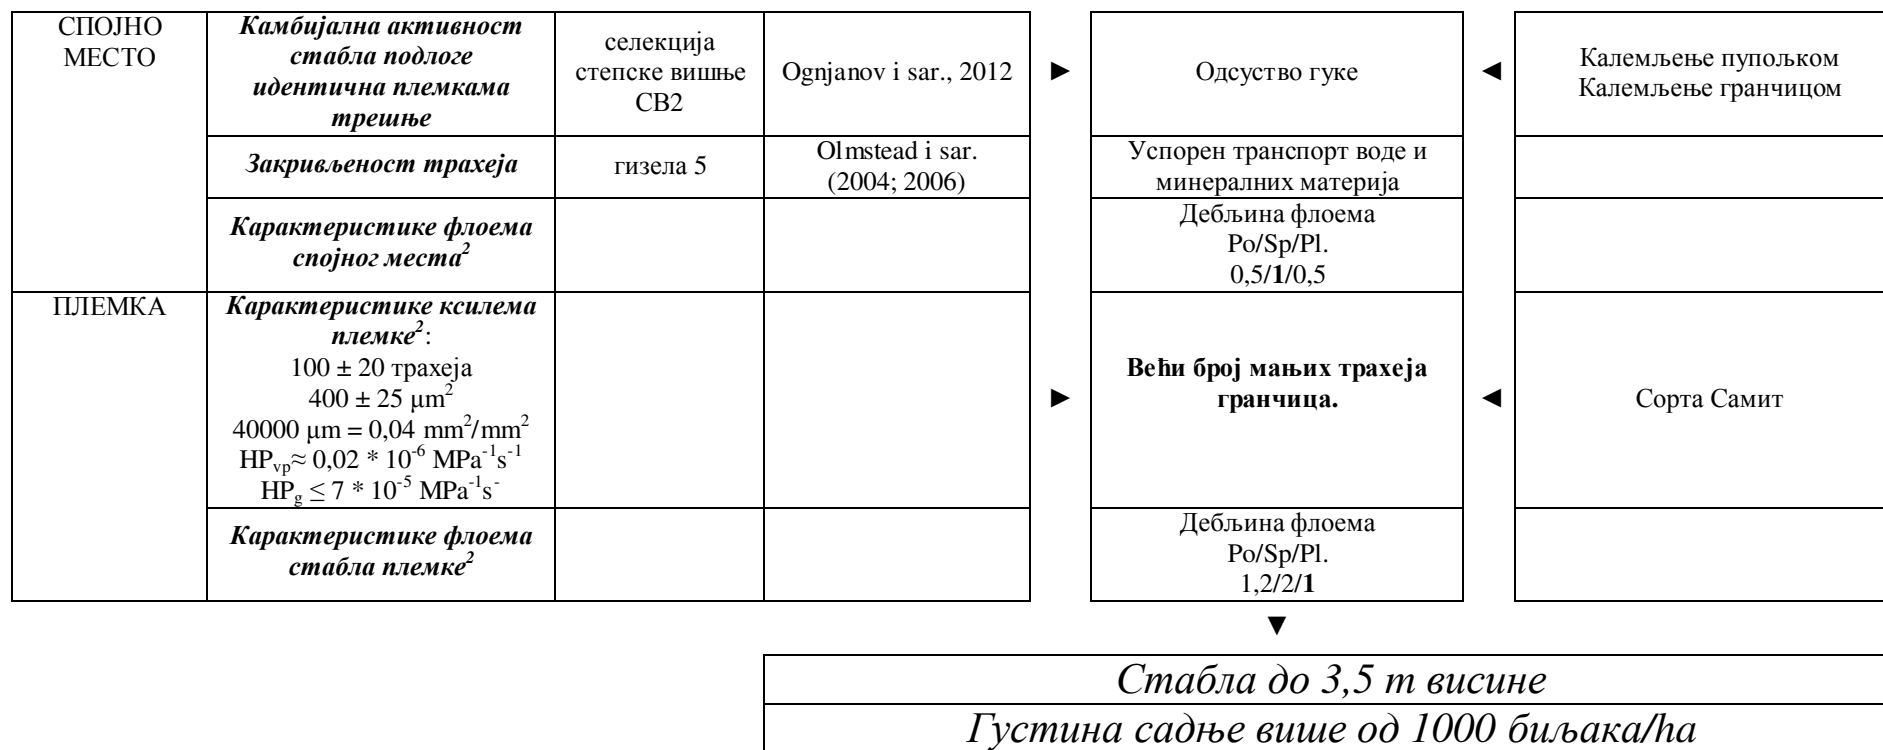 СПОЈНО
МЕСТО
Камбијална активност
стабла подлоге
идентична племкама
трешње
селекција
степске вишње
СВ2
Ognjanov i sar., 2012
►
Одсуство гуке
◄
Калемљење пупољком
Калемљење гранчицом
Закривљеност трахеја
гизела 5
Olmstead i sar.
(2004; 2006)
Успорен транспорт воде и
минералних материја
Карактеристике флоема
спојног места²
Дебљина флоема
Po/Sp/Pl.
0,5/1/0,5
ПЛЕМКА
Карактеристике ксилема
племке²:
100 ± 20 трахеја
400 ± 25 μm²
40000 μm = 0,04 mm²/mm²
HPvp≈ 0,02 * 10⁻⁶ MPa⁻¹s⁻¹
HPg ≤ 7 * 10⁻⁵ MPa⁻¹s⁻
►
Већи број мањих трахеја
гранчица.
◄
Сорта Самит
Карактеристике флоема
стабла племке²
Дебљина флоема
Po/Sp/Pl.
1,2/2/1
▼
Стабла до 3,5 m висине
Густина садње више од 1000 биљака/ha